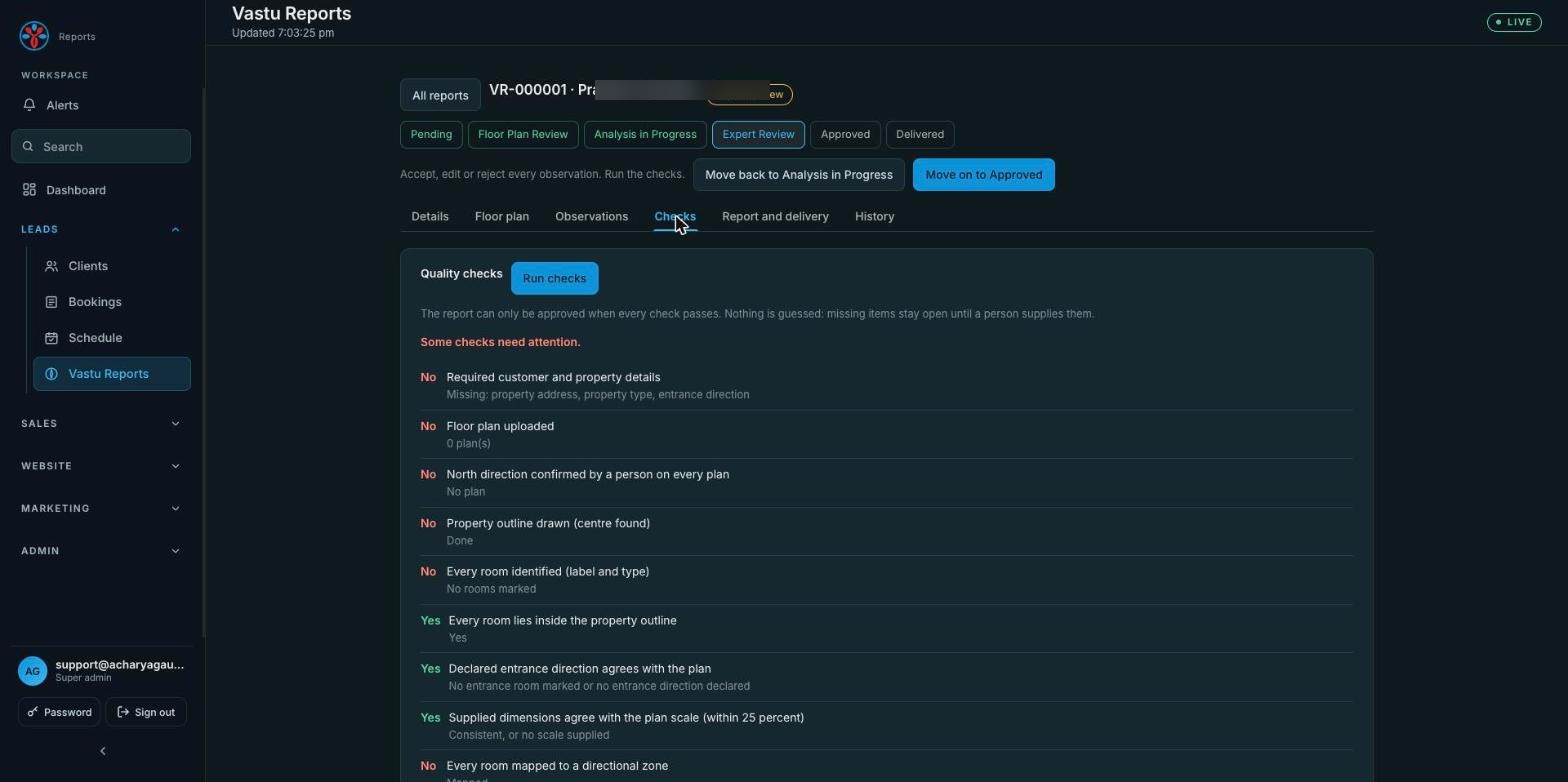 Reports
WORKSPACE
Alerts
Search
Dashboard
LEADS
Clients
Bookings
Schedule
Vastu Reports
SALES
WEBSITE
MARKETING
ADMIN
AG
support@acharyagau...
Super admin
Password
Sign out
Vastu Reports
Updated 7:03:25 pm
LIVE
All reports
VR-000001 ·
Pending
Floor Plan Review
Analysis in Progress
Expert Review
Approved
Delivered
Accept, edit or reject every observation. Run the checks.
Move back to Analysis in Progress
Move on to Approved
Details
Floor plan
Observations
Checks
Report and delivery
History
Quality checks
Run checks
The report can only be approved when every check passes. Nothing is guessed: missing items stay open until a person supplies them.
Some checks need attention.
No Required customer and property details
Missing: property address, property type, entrance direction
No Floor plan uploaded
0 plan(s)
No North direction confirmed by a person on every plan
No plan
No Property outline drawn (centre found)
Done
No Every room identified (label and type)
No rooms marked
Yes Every room lies inside the property outline
Yes
Yes Declared entrance direction agrees with the plan
No entrance room marked or no entrance direction declared
Yes Supplied dimensions agree with the plan scale (within 25 percent)
Consistent, or no scale supplied
No Every room mapped to a directional zone